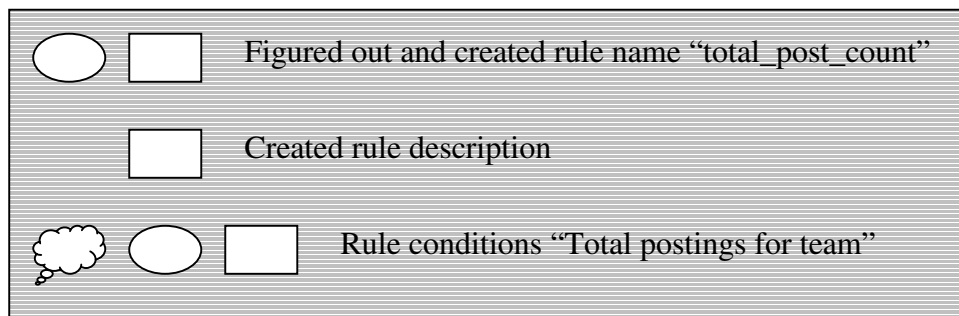 Figured out and created rule name “total_post_count”
Created rule description
Rule conditions “Total postings for team”